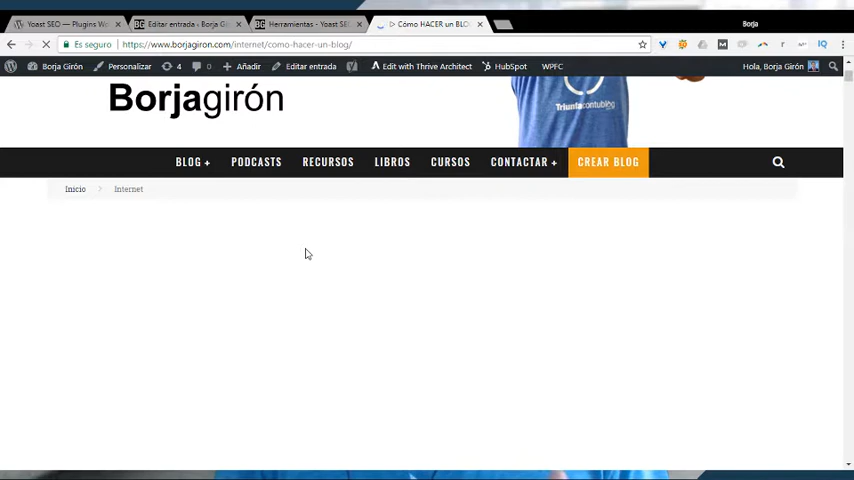 Yoast SEO — Plugins Wo
Editar entrada ‹ Borja Gi
Herramientas - Yoast SE
▷ Cómo HACER un BLO
Borja
Es seguro
https://www.borjagiron.com/internet/como-hacer-un-blog/
Borja Girón
Personalizar
4
Añadir
Editar entrada
Edit with Thrive Architect
HubSpot
WPFC
Hola, Borja Girón
Borjagirón
Triunfacontublog
BLOG +
PODCASTS
RECURSOS
LIBROS
CURSOS
CONTACTAR +
CREAR BLOG
Inicio > Internet